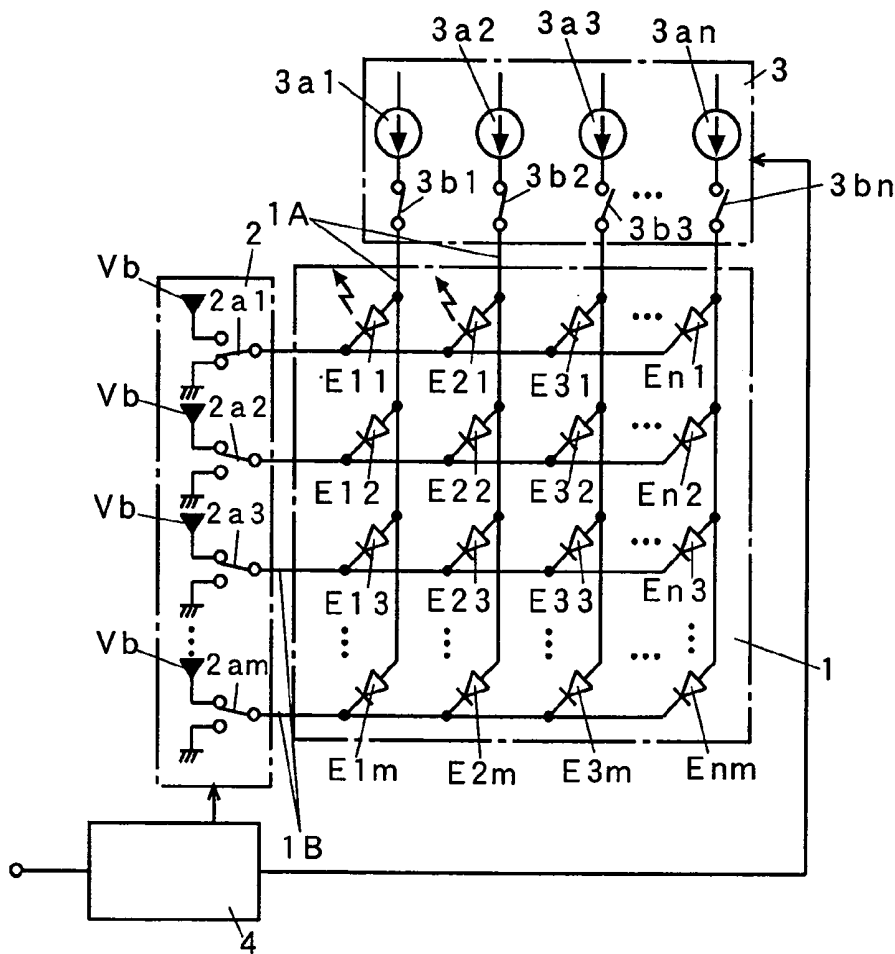 3a1 3a2 3a3 3an 3
3b1 3b2 3b3 ... 3bn
1A
Vb 2 2a1
E11 E21 E31 ... En1
Vb 2a2
E12 E22 E32 ... En2
Vb 2a3
E13 E23 E33 ... En3
Vb 2am
1
E1m E2m E3m Enm
1B
4